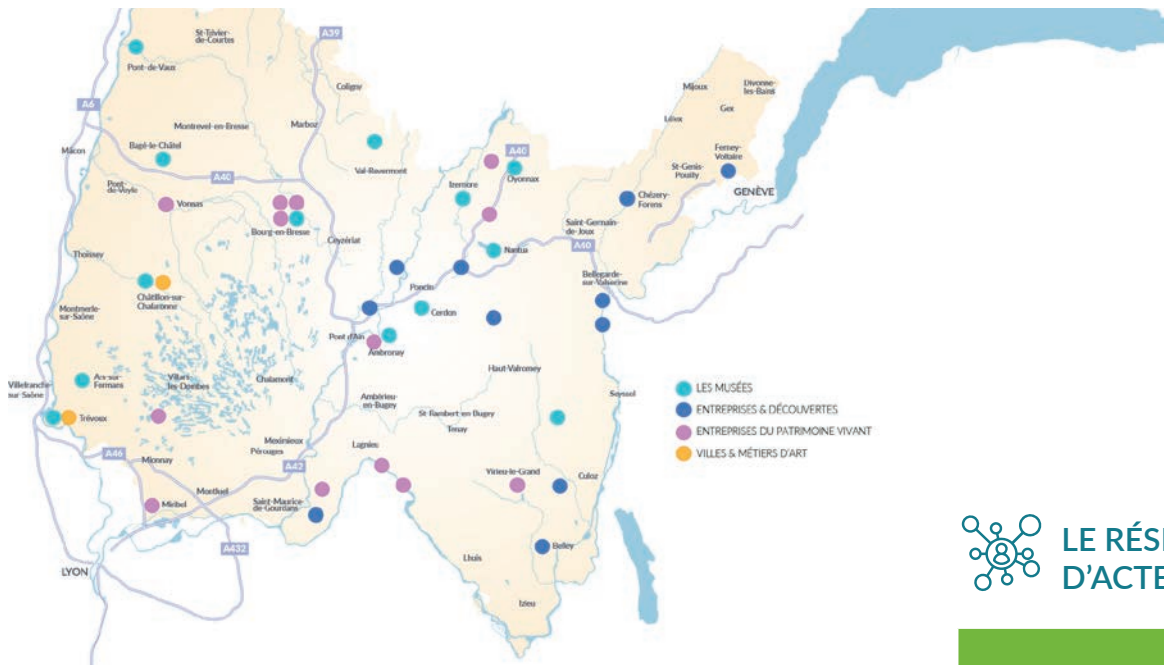 St-Trivier-
de-Courtes
A39
Pont-de-Vaux
Coligny
Mijoux
Divonne-
les-Bains
A6
Gex
Lélex
Montrevel-en-Bresse
Marboz
Mâcon
Bâgé-le-Châtel
Ferney-
Voltaire
A40
Val-Revermont
Oyonnax
St-Genis-
Pouilly
A40
Izernore
GENÈVE
Pont-
de-Veyle
Vonnas
Chézery-
Forens
Saint-Germain-
de-Joux
Bourg-en-Bresse
Ceyzériat
A40
Nantua
Thoissey
Bellegarde-
sur-Valserine
Poncin
Châtillon-sur-
Chalaronne
Montmerle-
sur-Saône
Cerdon
Pont d'Ain
Ambronay
Haut-Valromey
Ars-sur-
Formans
Villars-
les-Dombes
Chalamont
Villefranche-
sur Saône
LES MUSÉES
Seyssel
Ambérieu-
en-Bugey
ENTREPRISES & DÉCOUVERTES
Trévoux
St-Rambert-en-Bugey
Tenay
ENTREPRISES DU PATRIMOINE VIVANT
A46
Meximieux
Lagnieu
VILLES & MÉTIERS D'ART
Pérouges
Mionnay
A42
Virieu-le-Grand
Culoz
Montluel
Miribel
Saint-Maurice-
de-Gourdans
A432
Belley
LE RÉS
LYON
Lhuis
D'ACTE
Izieu